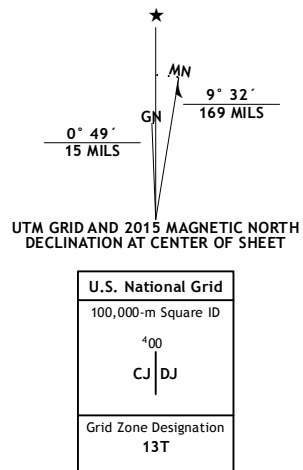 ★
MN
GN
9° 32´
169 MILS
0° 49´
15 MILS
UTM GRID AND 2015 MAGNETIC NORTH
DECLINATION AT CENTER OF SHEET
U.S. National Grid
100,000-m Square ID
⁴00
CJ DJ
Grid Zone Designation
13T